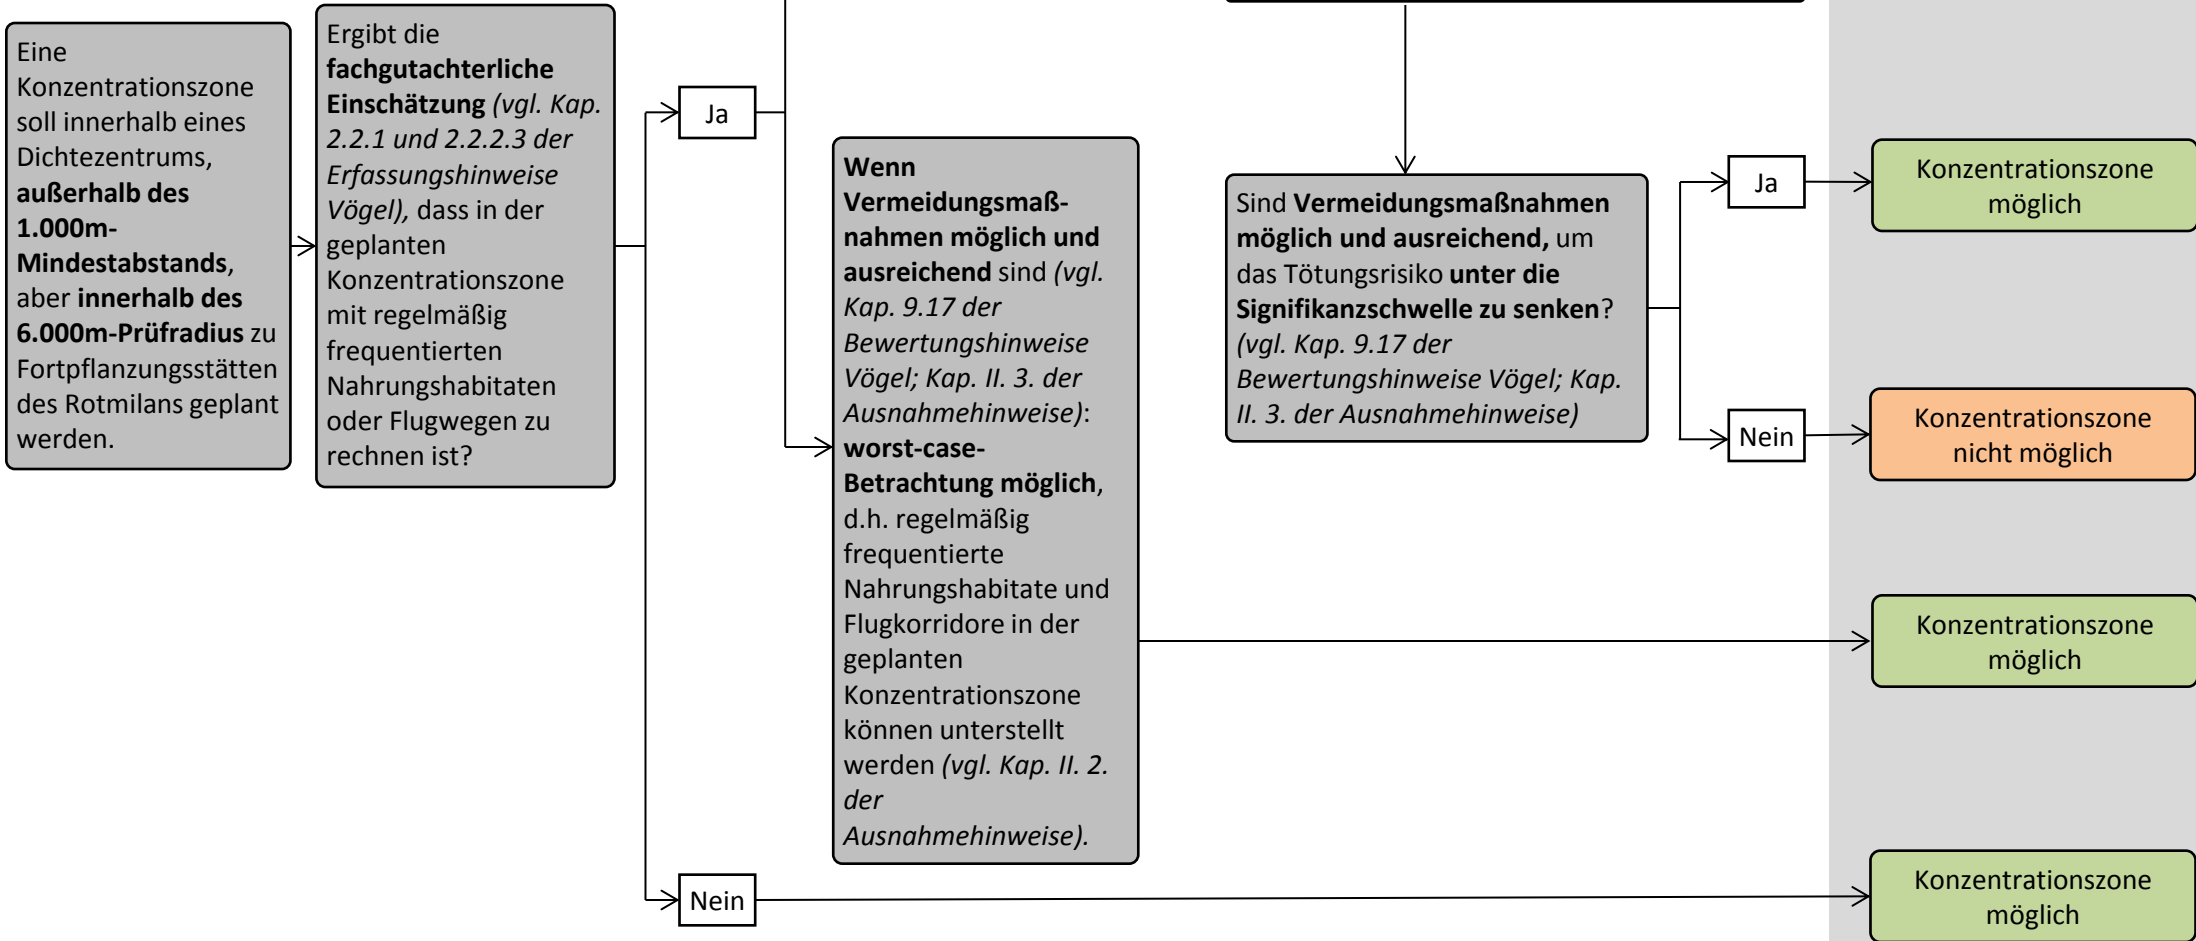 Eine
Konzentrationszone
soll innerhalb eines
Dichtezentrums,
außerhalb des
1.000m-
Mindestabstands,
aber innerhalb des
6.000m-Prüfradius zu
Fortpflanzungsstätten
des Rotmilans geplant
werden.
Ergibt die
fachgutachterliche
Einschätzung (vgl. Kap.
2.2.1 und 2.2.2.3 der
Erfassungshinweise
Vögel), dass in der
geplanten
Konzentrationszone
mit regelmäßig
frequentierten
Nahrungshabitaten
oder Flugwegen zu
rechnen ist?
Ja
Wenn
Vermeidungsmaß-
nahmen möglich und
ausreichend sind (vgl.
Kap. 9.17 der
Bewertungshinweise
Vögel; Kap. II. 3. der
Ausnahmehinweise):
worst-case-
Betrachtung möglich,
d.h. regelmäßig
frequentierte
Nahrungshabitate und
Flugkorridore in der
geplanten
Konzentrationszone
können unterstellt
werden (vgl. Kap. II. 2.
der
Ausnahmehinweise).
Sind Vermeidungsmaßnahmen
möglich und ausreichend, um
das Tötungsrisiko unter die
Signifikanzschwelle zu senken?
(vgl. Kap. 9.17 der
Bewertungshinweise Vögel; Kap.
II. 3. der Ausnahmehinweise)
Ja
Konzentrationszone
möglich
Nein
Konzentrationszone
nicht möglich
Konzentrationszone
möglich
Nein
Konzentrationszone
möglich